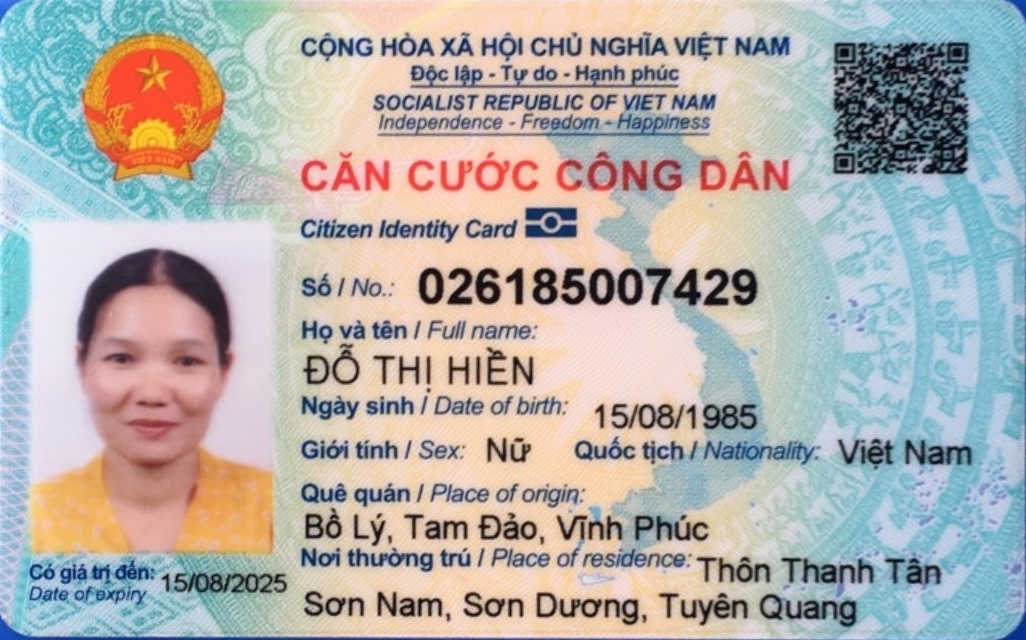 CỘNG HÒA XÃ HỘI CHỦ NGHĨA VIỆT NAM
Độc lập - Tự do - Hạnh phúc
SOCIALIST REPUBLIC OF VIET NAM
Independence - Freedom - Happiness
CĂN CƯỚC CÔNG DÂN
Citizen Identity Card
Số / No.: 026185007429
Họ và tên / Full name:
ĐỖ THỊ HIỀN
Ngày sinh / Date of birth: 15/08/1985
Giới tính / Sex: Nữ Quốc tịch / Nationality: Việt Nam
Quê quán / Place of origin:
Bồ Lý, Tam Đảo, Vĩnh Phúc
Nơi thường trú / Place of residence: Thôn Thanh Tân
Sơn Nam, Sơn Dương, Tuyên Quang
Có giá trị đến: 15/08/2025
Date of expiry
VIỆT NAM